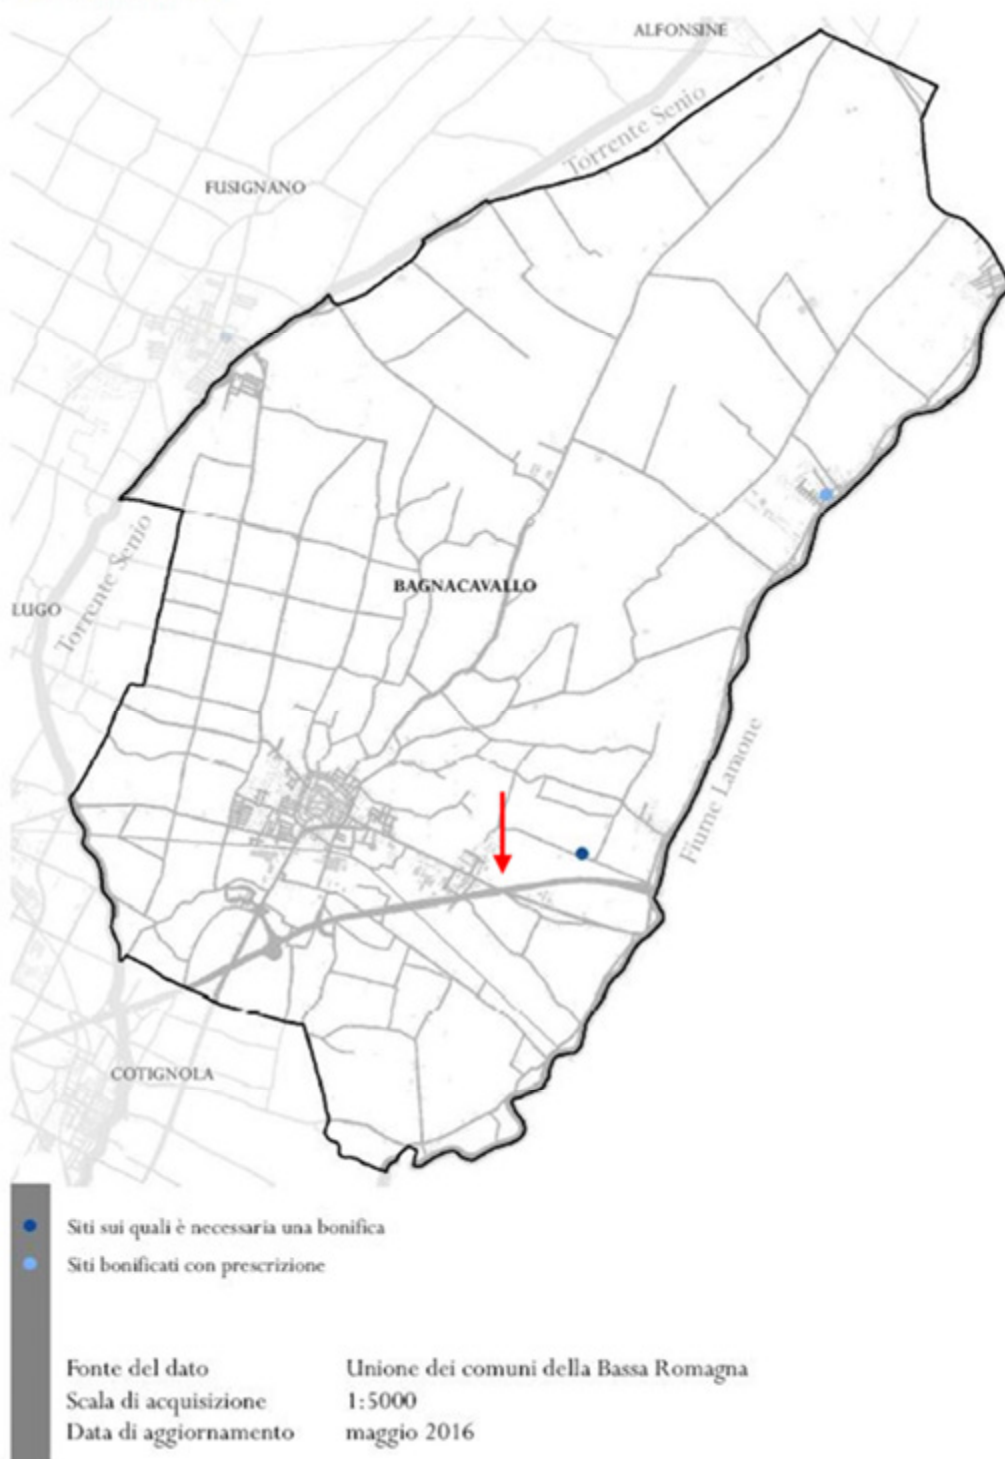 ALFONSINE
Torrente Senio
FUSIGNANO
Torrente Senio
BAGNACAVALLO
LUGO
Fiume Lamone
COTIGNOLA
Siti sui quali è necessaria una bonifica
Siti bonificati con prescrizione
Fonte del dato Unione dei comuni della Bassa Romagna
Scala di acquisizione 1:5000
Data di aggiornamento maggio 2016